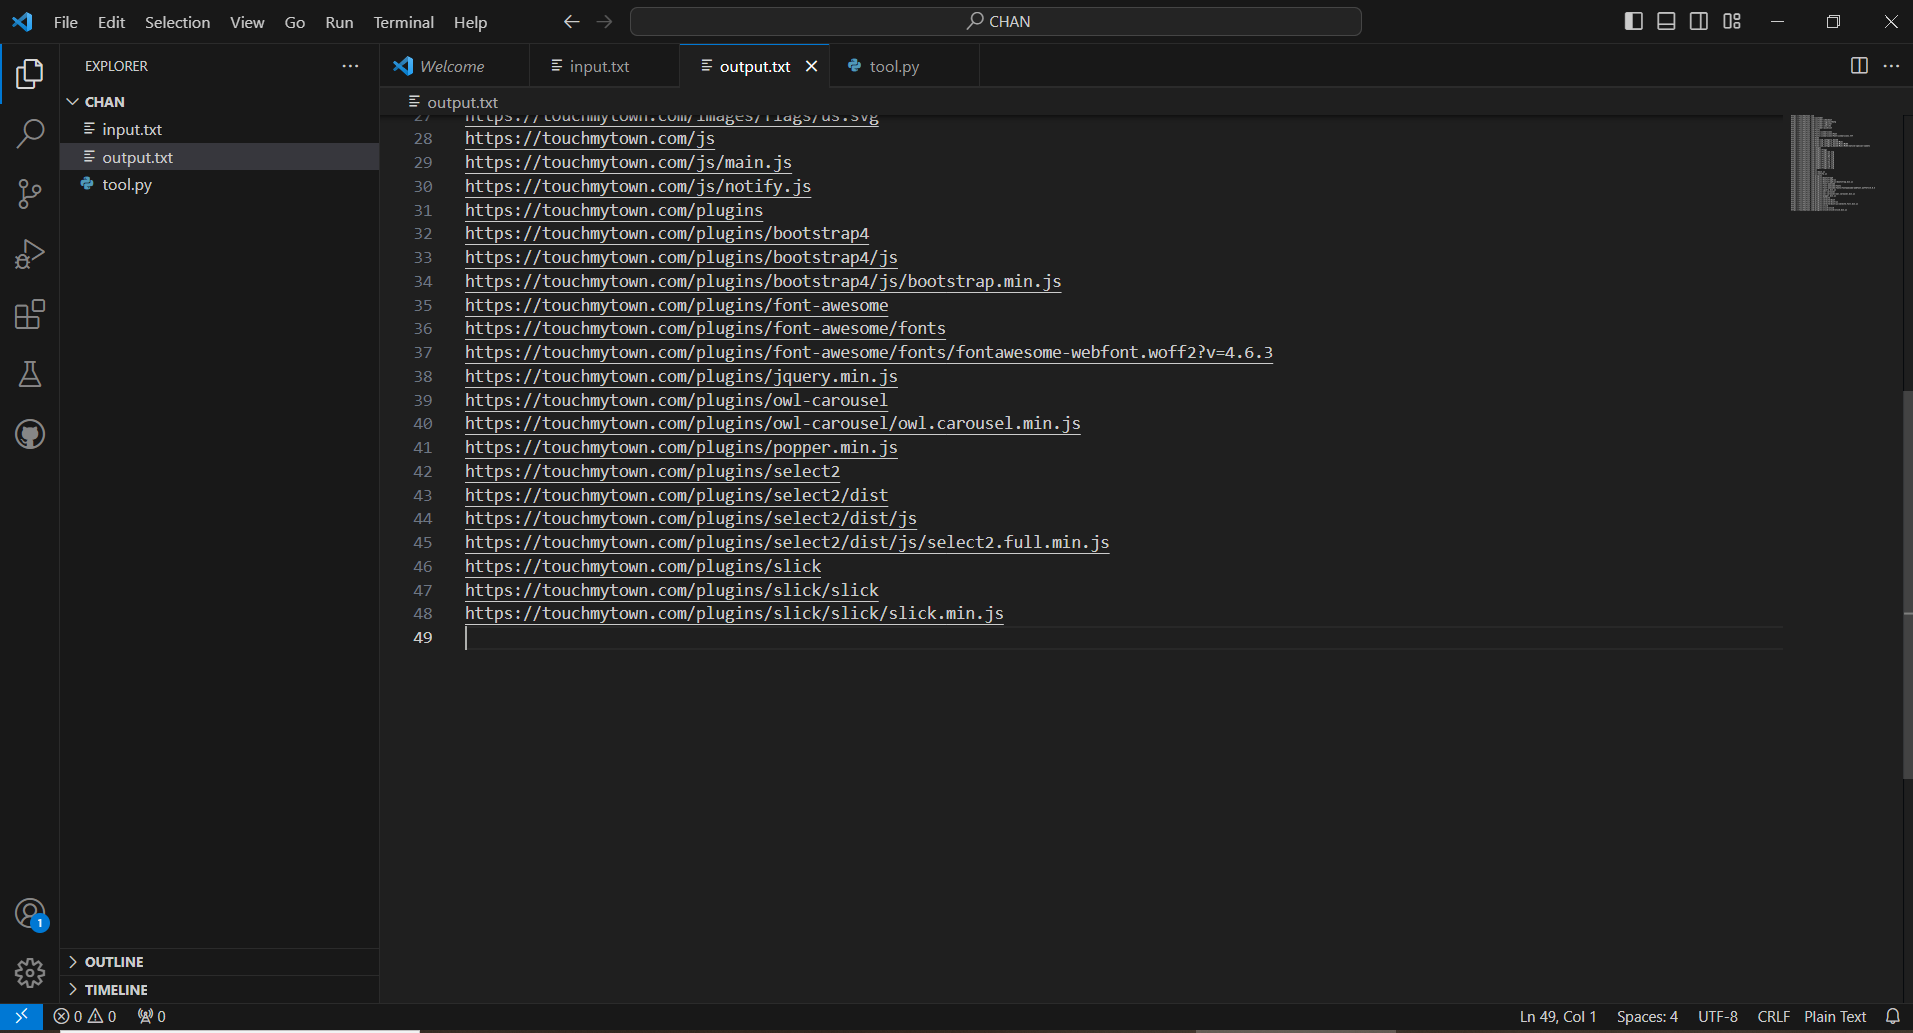 File Edit Selection View Go Run Terminal Help
CHAN
EXPLORER
Welcome
input.txt
output.txt
tool.py
CHAN
input.txt
output.txt
tool.py
output.txt
27 https://touchmytown.com/images/flags/us.svg
28 https://touchmytown.com/js
29 https://touchmytown.com/js/main.js
30 https://touchmytown.com/js/notify.js
31 https://touchmytown.com/plugins
32 https://touchmytown.com/plugins/bootstrap4
33 https://touchmytown.com/plugins/bootstrap4/js
34 https://touchmytown.com/plugins/bootstrap4/js/bootstrap.min.js
35 https://touchmytown.com/plugins/font-awesome
36 https://touchmytown.com/plugins/font-awesome/fonts
37 https://touchmytown.com/plugins/font-awesome/fonts/fontawesome-webfont.woff2?v=4.6.3
38 https://touchmytown.com/plugins/jquery.min.js
39 https://touchmytown.com/plugins/owl-carousel
40 https://touchmytown.com/plugins/owl-carousel/owl.carousel.min.js
41 https://touchmytown.com/plugins/popper.min.js
42 https://touchmytown.com/plugins/select2
43 https://touchmytown.com/plugins/select2/dist
44 https://touchmytown.com/plugins/select2/dist/js
45 https://touchmytown.com/plugins/select2/dist/js/select2.full.min.js
46 https://touchmytown.com/plugins/slick
47 https://touchmytown.com/plugins/slick/slick
48 https://touchmytown.com/plugins/slick/slick/slick.min.js
49
1
OUTLINE
TIMELINE
0 0 0
Ln 49, Col 1 Spaces: 4 UTF-8 CRLF Plain Text